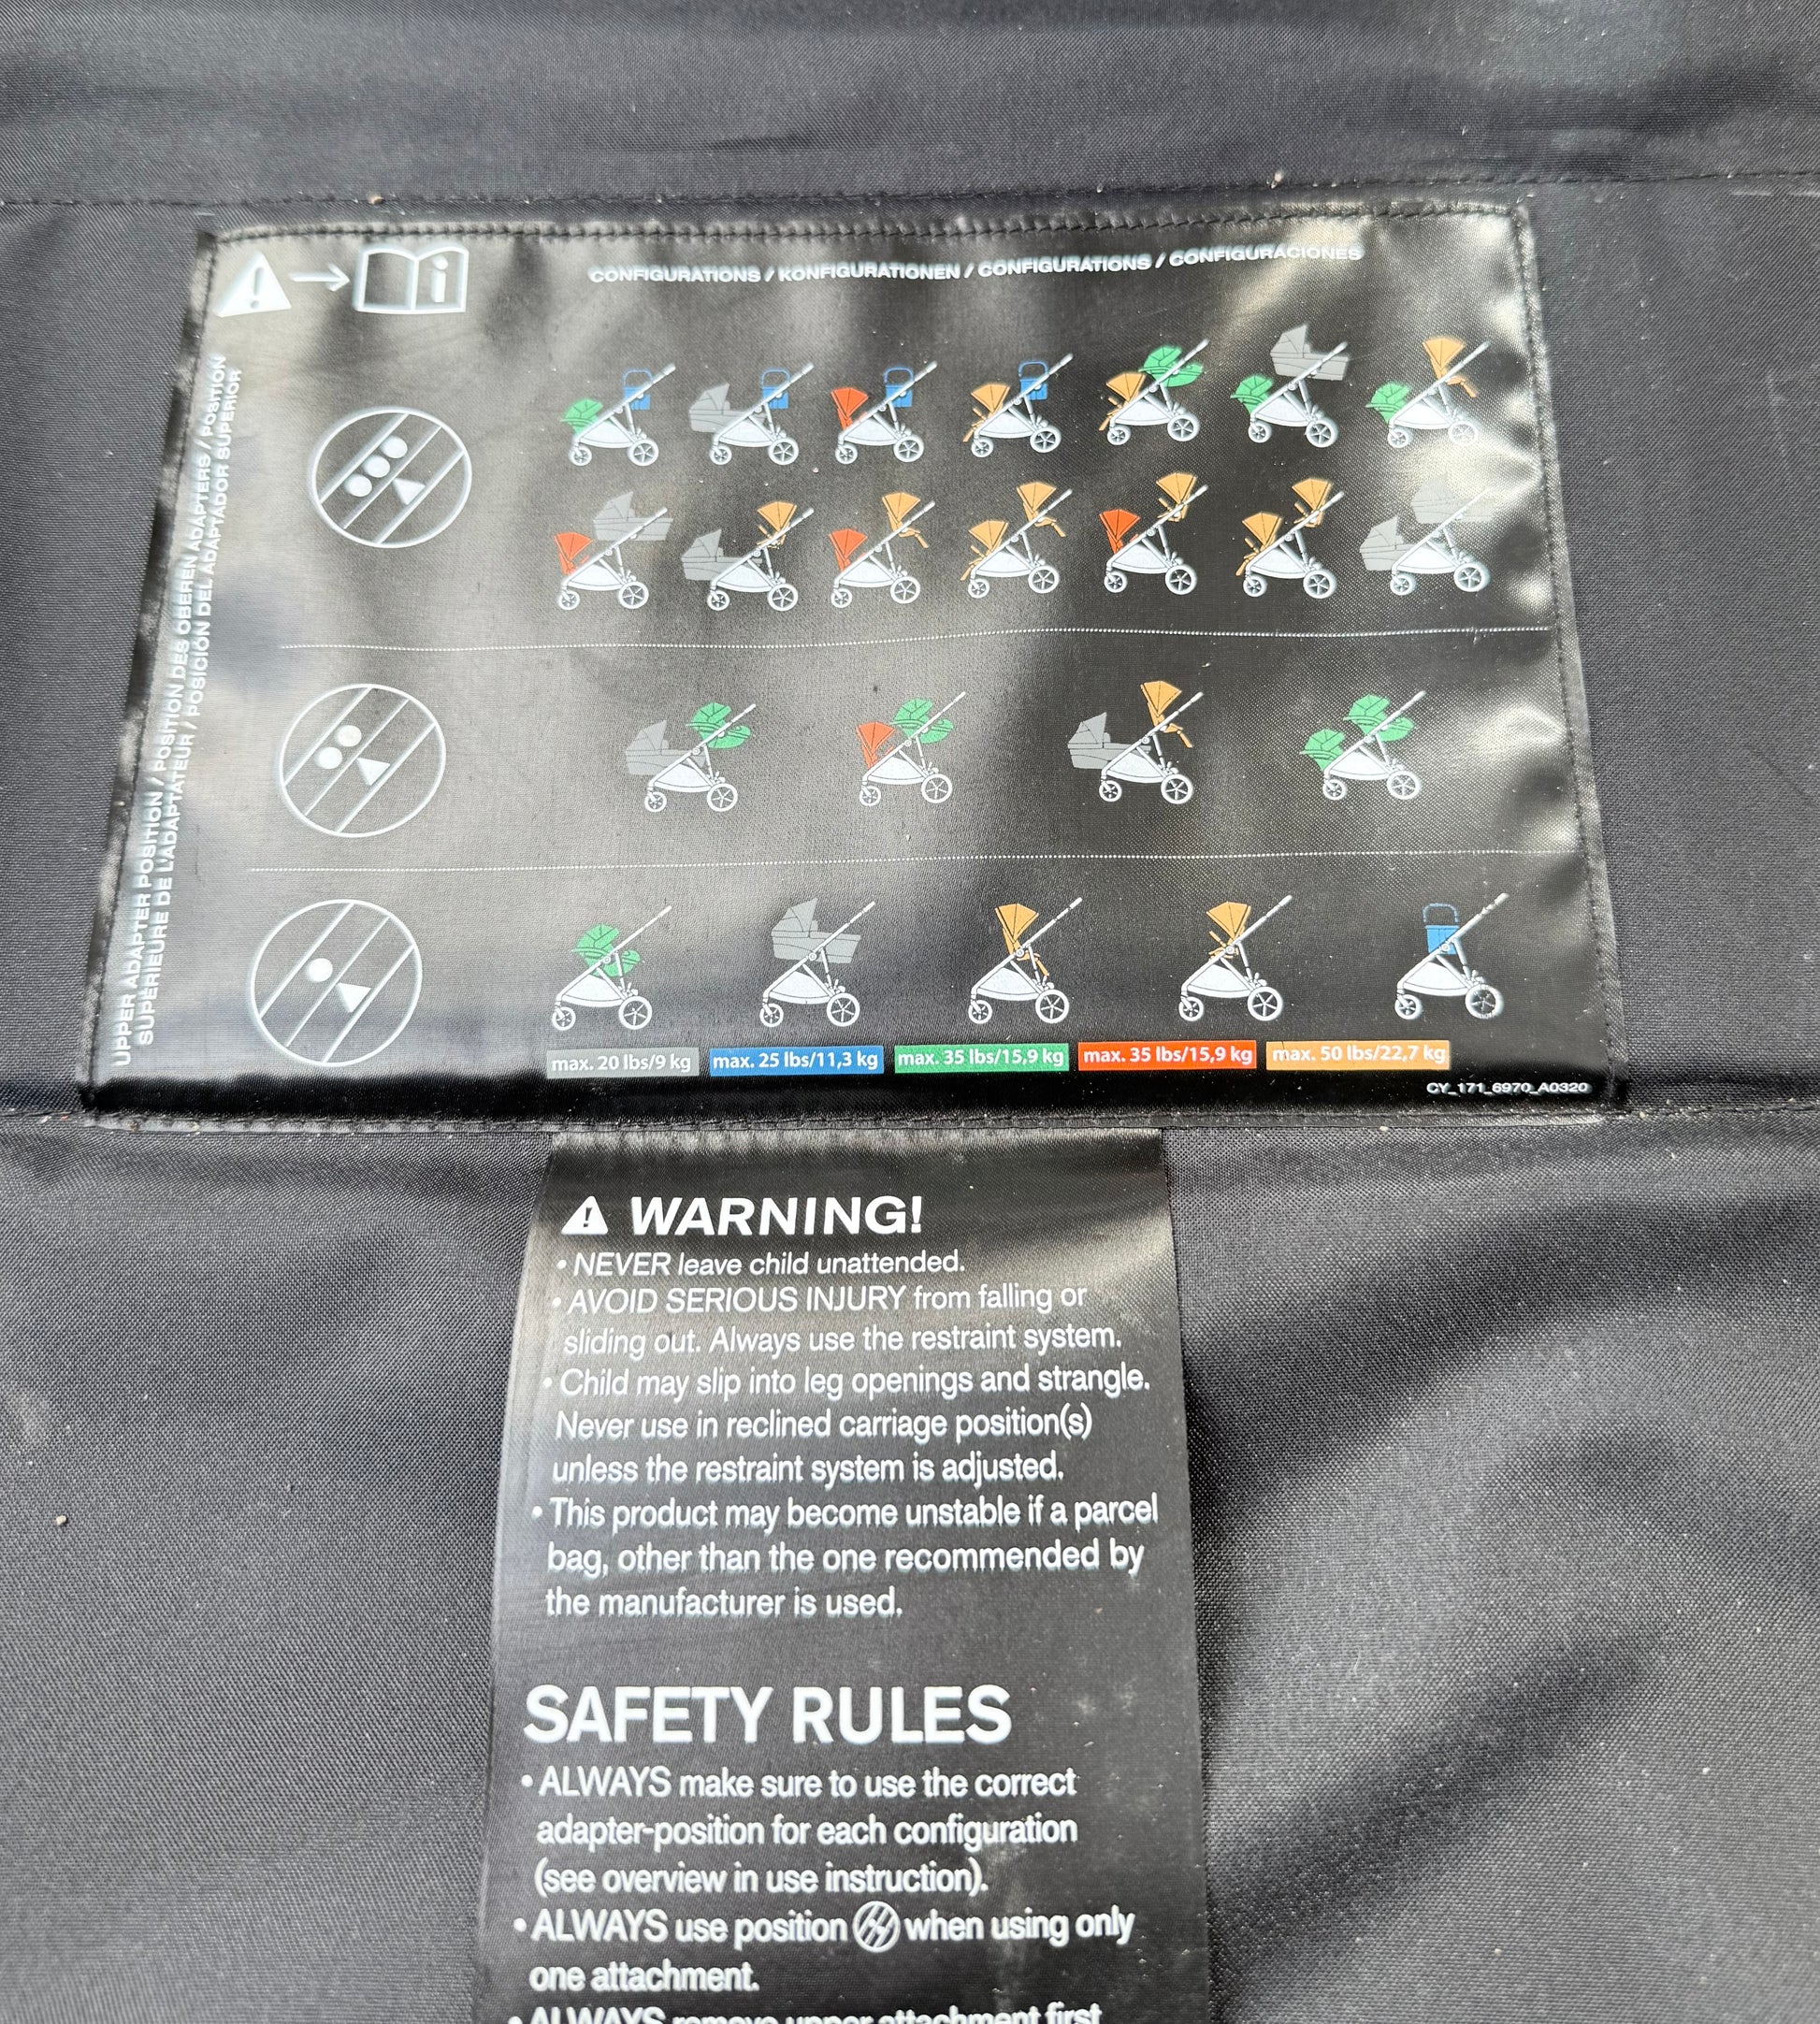 CONFIGURATIONS / KONFIGURATIONEN / CONFIGURATIONS / CONFIGURACIONES
UPPER ADAPTER POSITION / POSITION DES OBEREN ADAPTERS / POSITION
SUPÉRIEURE DE L'ADAPTATEUR / POSICIÓN DEL ADAPTADOR SUPERIOR
max. 20 lbs/9 kg
max. 25 lbs/11,3 kg
max. 35 lbs/15,9 kg
max. 35 lbs/15,9 kg
max. 50 lbs/22,7 kg
CY_171_6970_A0320
WARNING!
• NEVER leave child unattended.
• AVOID SERIOUS INJURY from falling or
sliding out. Always use the restraint system.
• Child may slip into leg openings and strangle.
Never use in reclined carriage position(s)
unless the restraint system is adjusted.
• This product may become unstable if a parcel
bag, other than the one recommended by
the manufacturer is used.
SAFETY RULES
• ALWAYS make sure to use the correct
adapter-position for each configuration
(see overview in use instruction).
• ALWAYS use position when using only
one attachment.
• ALWAYS remove upper attachment first